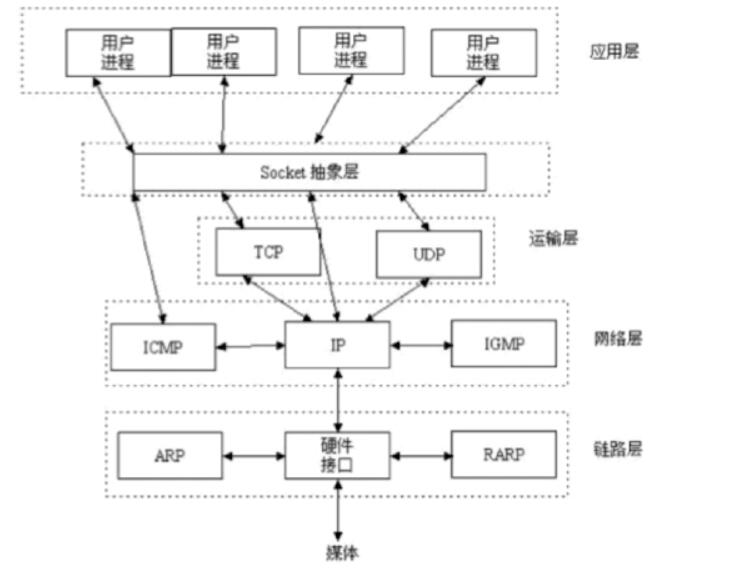 用户
进程
用户
进程
用户
进程
用户
进程
应用层
Socket 抽象层
TCP
UDP
运输层
ICMP
IP
IGMP
网络层
ARP
硬件
接口
RARP
链路层
媒体